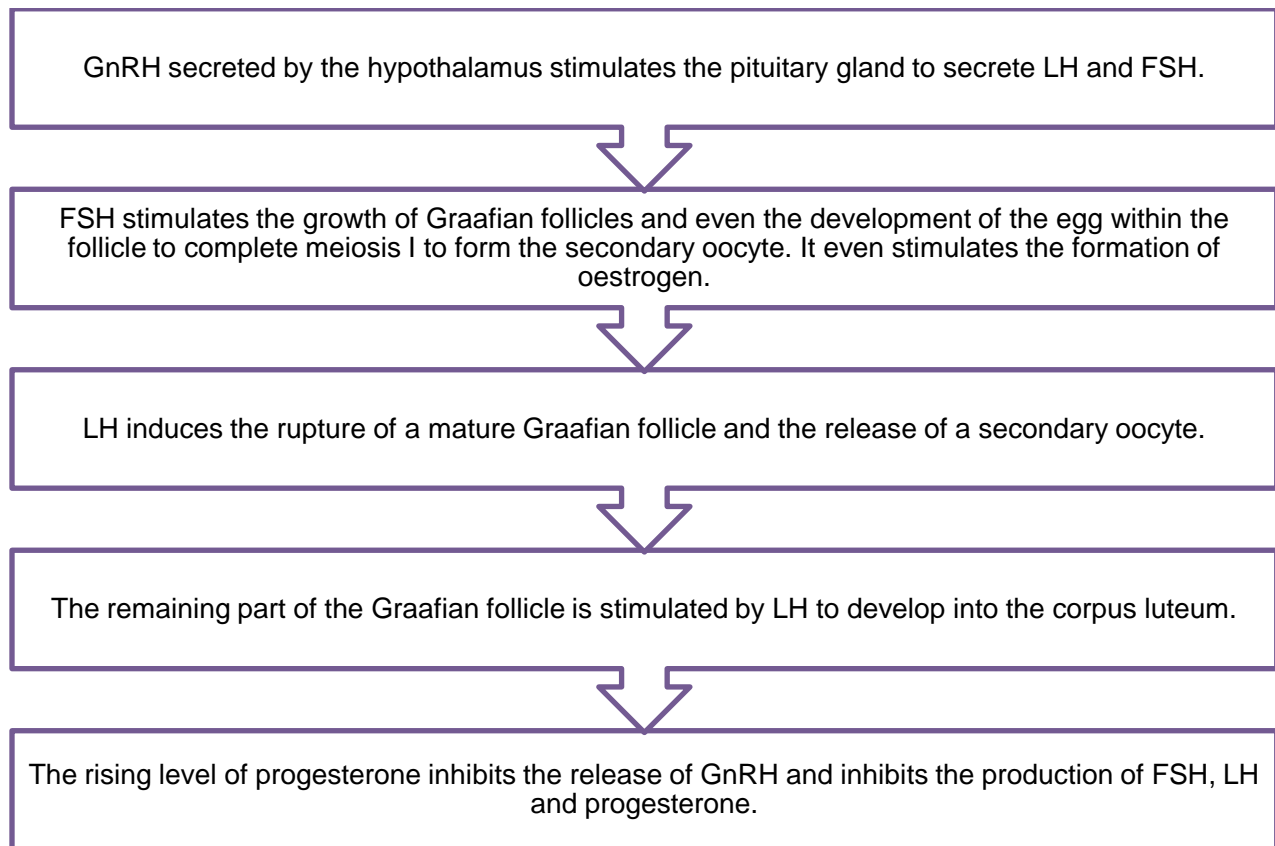 GnRH secreted by the hypothalamus stimulates the pituitary gland to secrete LH and FSH.
FSH stimulates the growth of Graafian follicles and even the development of the egg within the
follicle to complete meiosis I to form the secondary oocyte. It even stimulates the formation of
oestrogen.
LH induces the rupture of a mature Graafian follicle and the release of a secondary oocyte.
The remaining part of the Graafian follicle is stimulated by LH to develop into the corpus luteum.
The rising level of progesterone inhibits the release of GnRH and inhibits the production of FSH, LH
and progesterone.